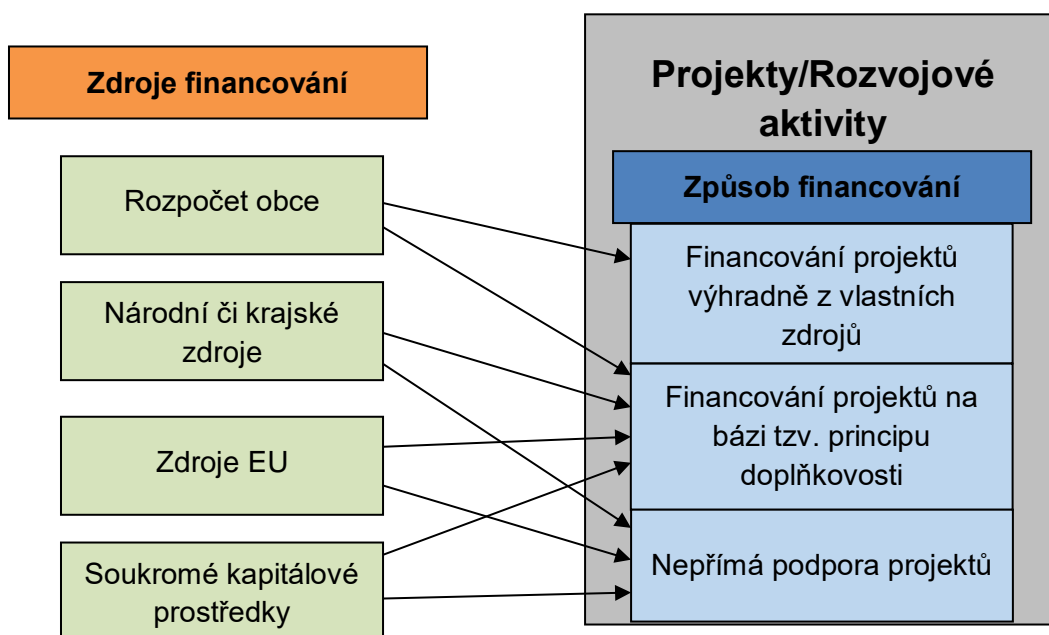 Zdroje financování
Rozpočet obce
Národní či krajské
zdroje
Zdroje EU
Soukromé kapitálové
prostředky
Projekty/Rozvojové
aktivity
Způsob financování
Financování projektů
výhradně z vlastních
zdrojů
Financování projektů na
bázi tzv. principu
doplňkovosti
Nepřímá podpora projektů